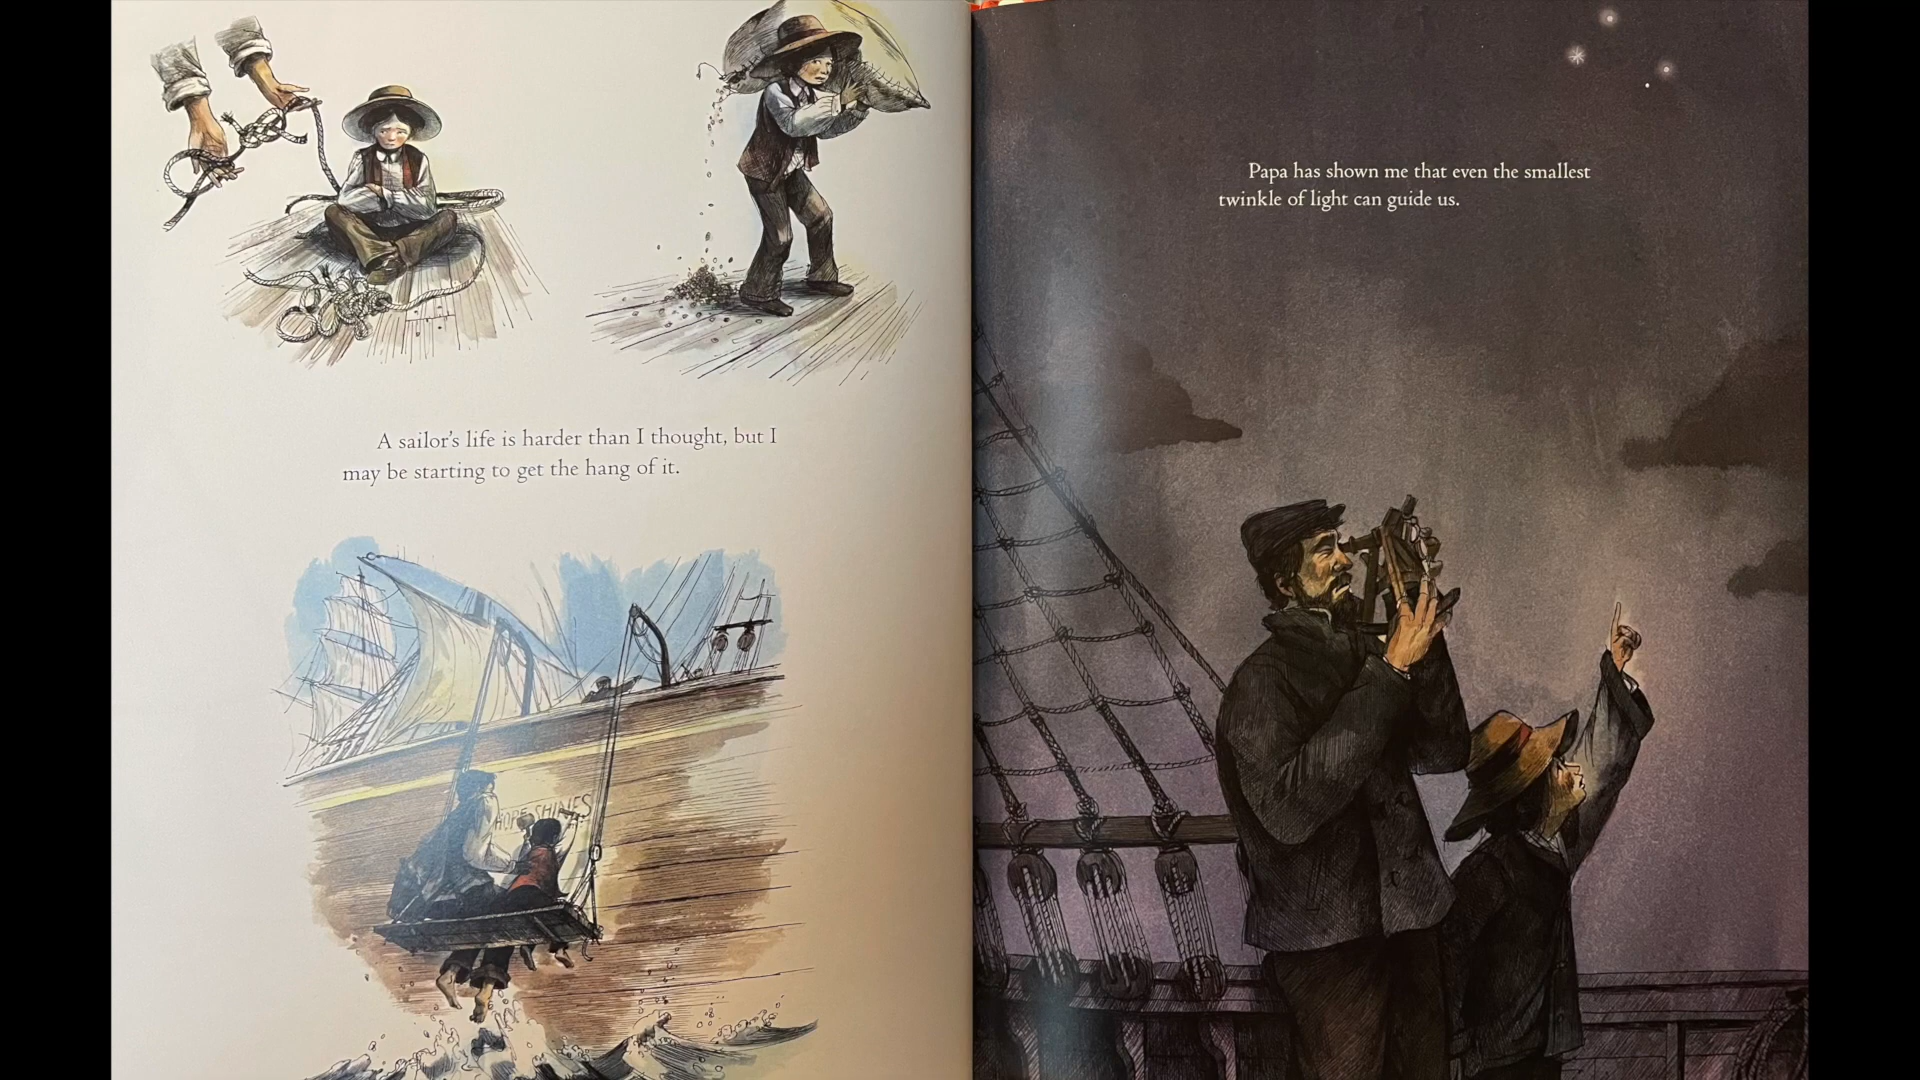 A sailor's life is harder than I thought, but I
may be starting to get the hang of it.
HOPE SHINES
Papa has shown me that even the smallest
twinkle of light can guide us.